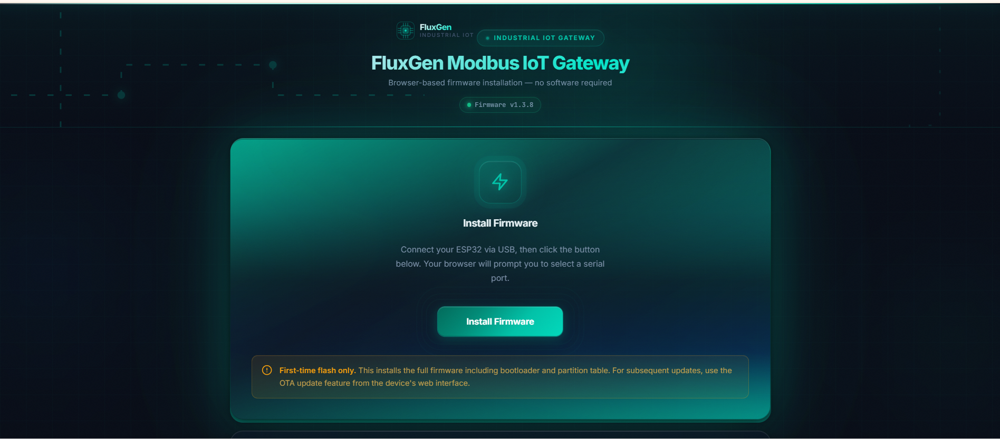 FluxGen
INDUSTRIAL IOT
INDUSTRIAL IOT GATEWAY
FluxGen Modbus IoT Gateway
Browser-based firmware installation — no software required
Firmware v1.3.8
Install Firmware
Connect your ESP32 via USB, then click the button
below. Your browser will prompt you to select a serial
port.
Install Firmware
First-time flash only. This installs the full firmware including bootloader and partition table. For subsequent updates, use the
OTA update feature from the device's web interface.